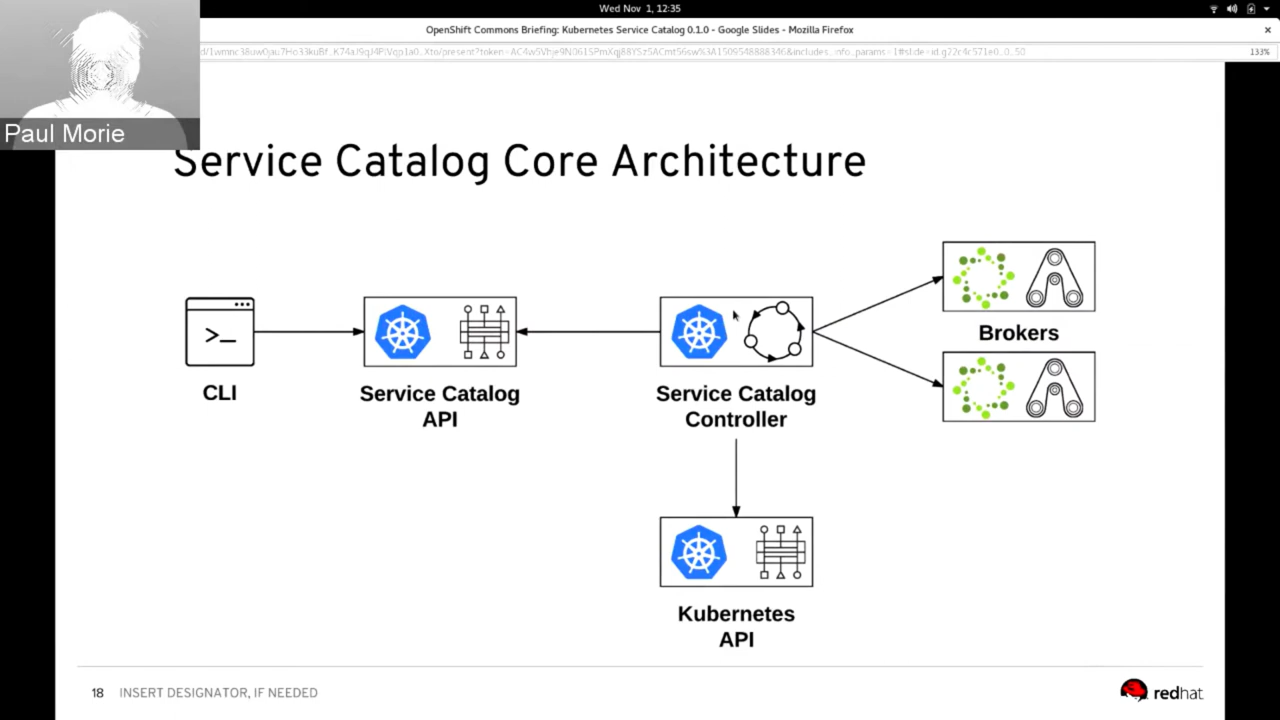 Wed Nov 1, 12:35
OpenShift Commons Briefing: Kubernetes Service Catalog 0.1.0 - Google Slides - Mozilla Firefox
133%
Paul Morie
Service Catalog Core Architecture
>_
CLI
Service Catalog
API
Service Catalog
Controller
Brokers
Kubernetes
API
18 INSERT DESIGNATOR, IF NEEDED
redhat